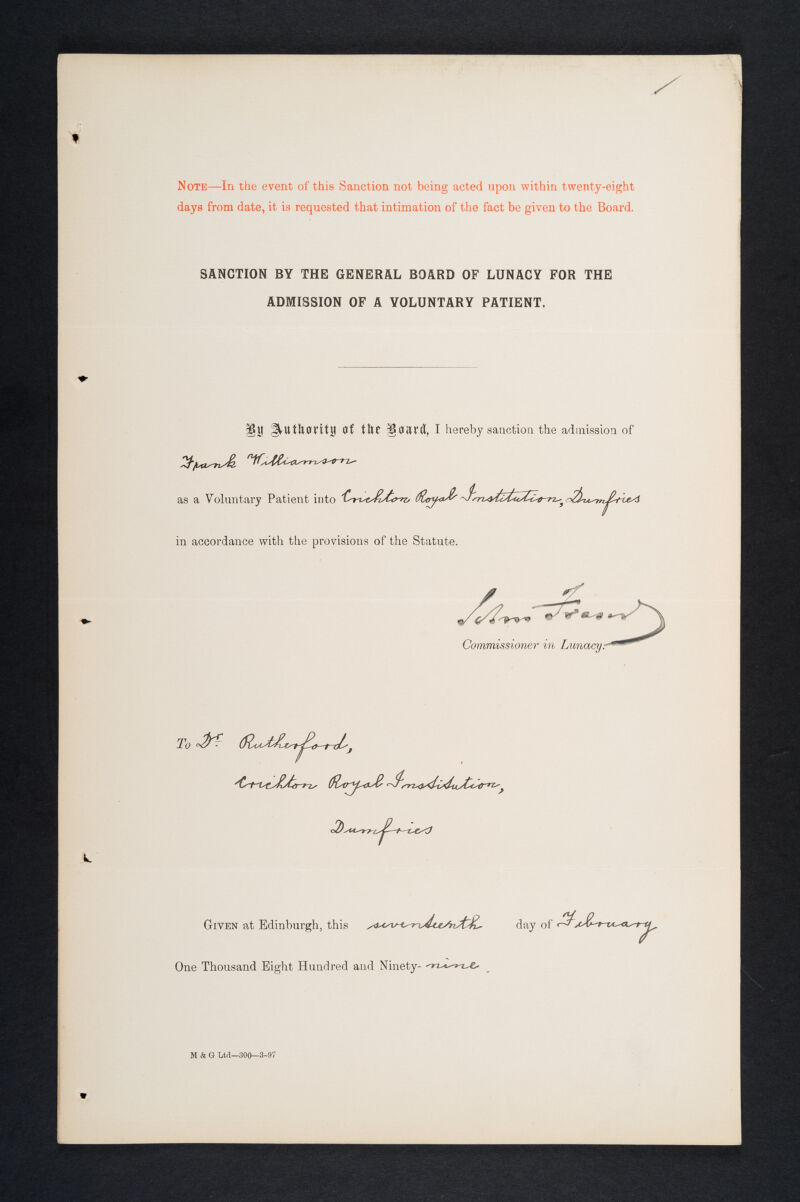 NOTE—In the event of this Sanction not being acted upon within twenty-eight
days from date, it is requested that intimation of the fact be given to the Board.
SANCTION BY THE GENERAL BOARD OF LUNACY FOR THE
ADMISSION OF A VOLUNTARY PATIENT.
By Authority of the Board, I hereby sanction the admission of
Frank Williamson
as a Voluntary Patient into Crichton Royal Institution, Dumfries
in accordance with the provisions of the Statute.
John Fraser
Commissioner in Lunacy.
To Dr. Rutherford,
Crichton Royal Institution,
Dumfries
GIVEN at Edinburgh, this seventeenth day of February
One Thousand Eight Hundred and Ninety- nine.
M & G Ltd—300—3-97